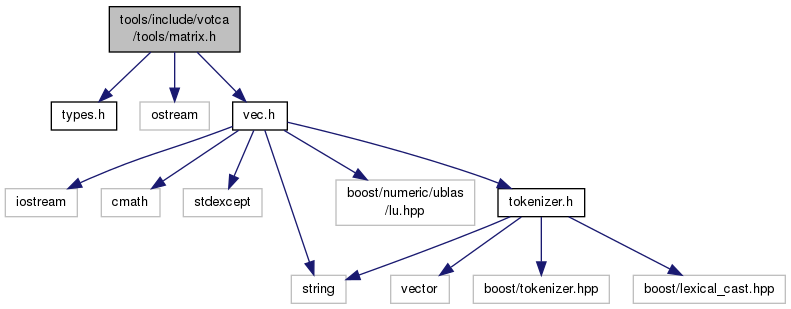 tools/include/votca
/tools/matrix.h
types.h
ostream
vec.h
iostream
cmath
stdexcept
boost/numeric/ublas
/lu.hpp
tokenizer.h
string
vector
boost/tokenizer.hpp
boost/lexical_cast.hpp